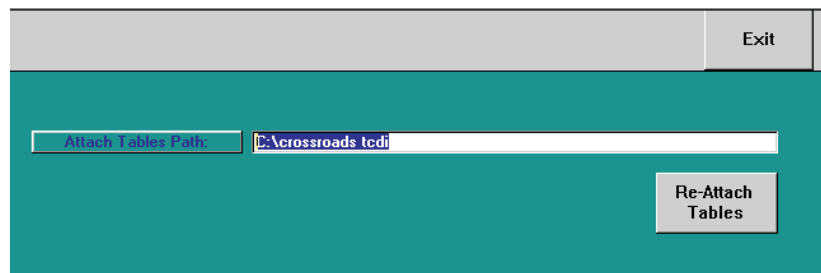 Exit
Attach Tables Path:
C:\crossroads tcdi
Re-Attach
Tables